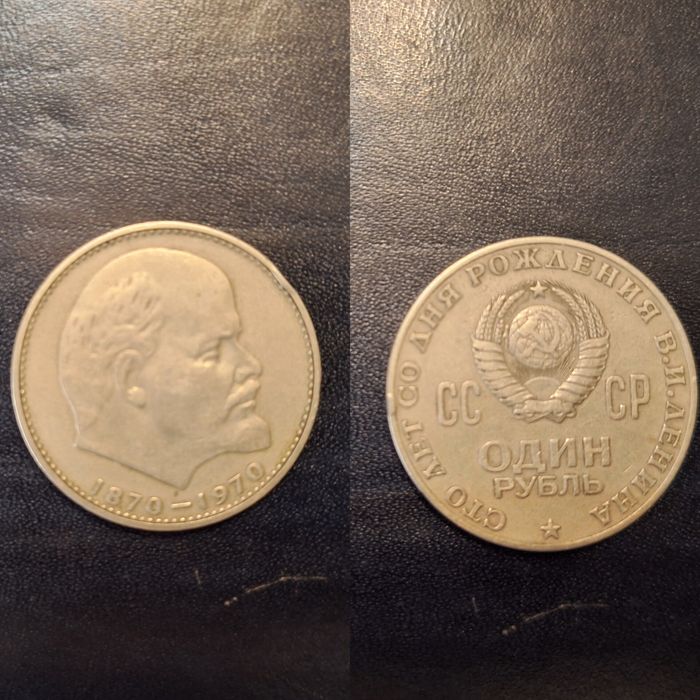 1870–1970
СТО ЛЕТ СО ДНЯ РОЖДЕНИЯ В.И.ЛЕНИНА
СС СР
ОДИН
РУБЛЬ